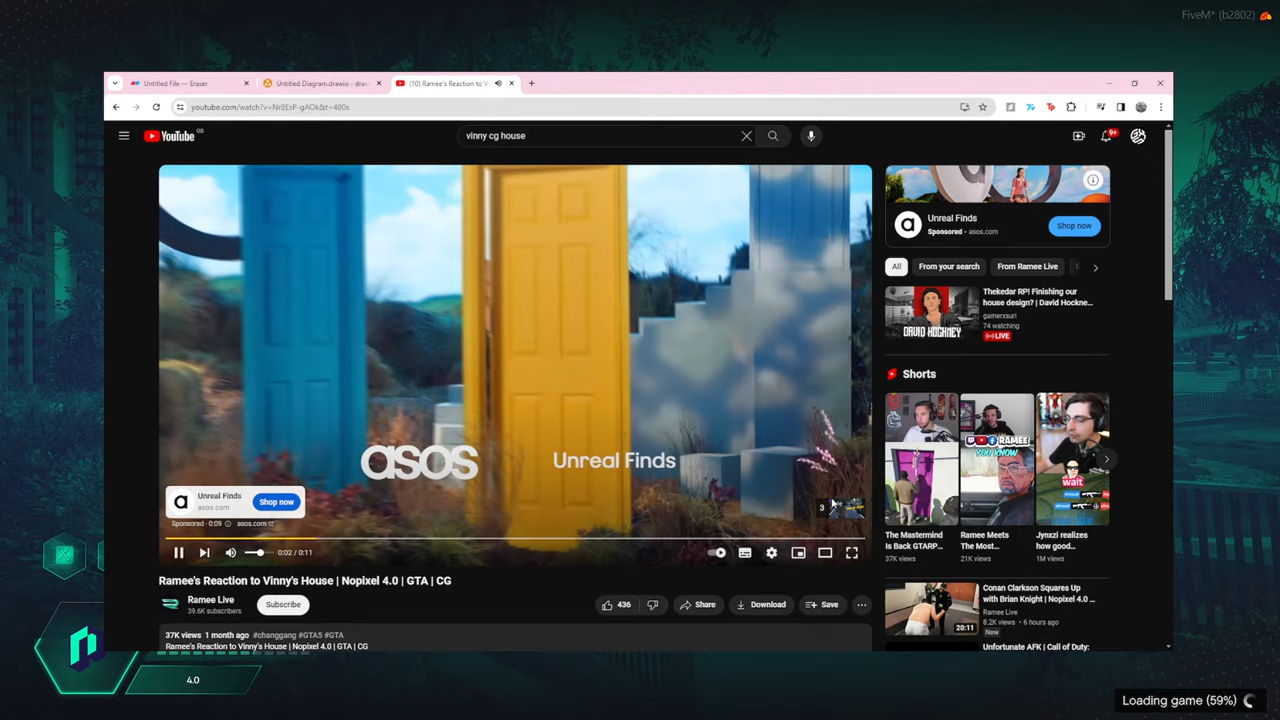 FiveM* (b2802)
Untitled File — Eraser
Untitled Diagram.drawio - draw
(10) Ramee's Reaction to V
youtube.com/watch?v=Nr8EsP-gAOk&t=480s
YouTube GB
vinny cg house
9+
asos
Unreal Finds
Unreal Finds
asos.com
Shop now
Sponsored · 0:09
asos.com
3
0:02 / 0:11
Ramee's Reaction to Vinny's House | Nopixel 4.0 | GTA | CG
Ramee Live
39.6K subscribers
Subscribe
436
Share
Download
Save
37K views 1 month ago #changgang #GTA5 #GTA
Ramee's Reaction to Vinny's House | Nopixel 4.0 | GTA | CG
Unreal Finds
Sponsored · asos.com
Shop now
All
From your search
From Ramee Live
DAVID HOCKNEY
Thekedar RP! Finishing our
house design? | David Hockne...
gamerxsuri
74 watching
LIVE
Shorts
RAMEE
YOU KNOW
wait
The Mastermind
Is Back GTARP...
37K views
Ramee Meets
The Most...
21K views
Jynxzi realizes
how good...
1M views
20:11
Conan Clarkson Squares Up
with Brian Knight | Nopixel 4.0 ...
Ramee Live
8.2K views · 6 hours ago
New
Unfortunate AFK | Call of Duty:
4.0
Loading game (59%)